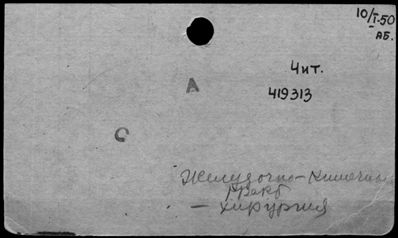 10/I-50
АБ.
Чит.
419313
А
С
Желудочно-кишечный
тракт
— хирургия